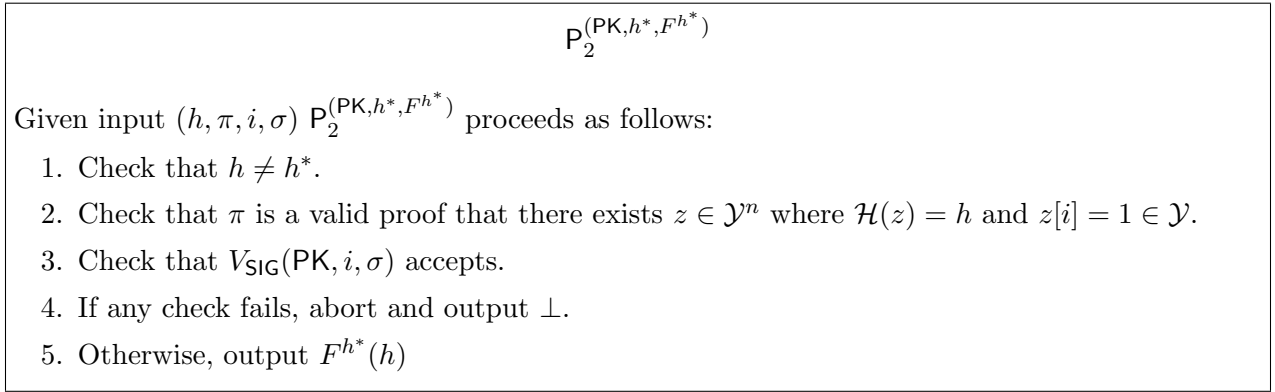 P_2^{(PK,h*,F^{h*})}
Given input (h, π, i, σ) P_2^{(PK,h*,F^{h*})} proceeds as follows:
1. Check that h ≠ h*.
2. Check that π is a valid proof that there exists z ∈ 𝒴^n where ℋ(z) = h and z[i] = 1 ∈ 𝒴.
3. Check that V_SIG(PK, i, σ) accepts.
4. If any check fails, abort and output ⊥.
5. Otherwise, output F^{h*}(h)